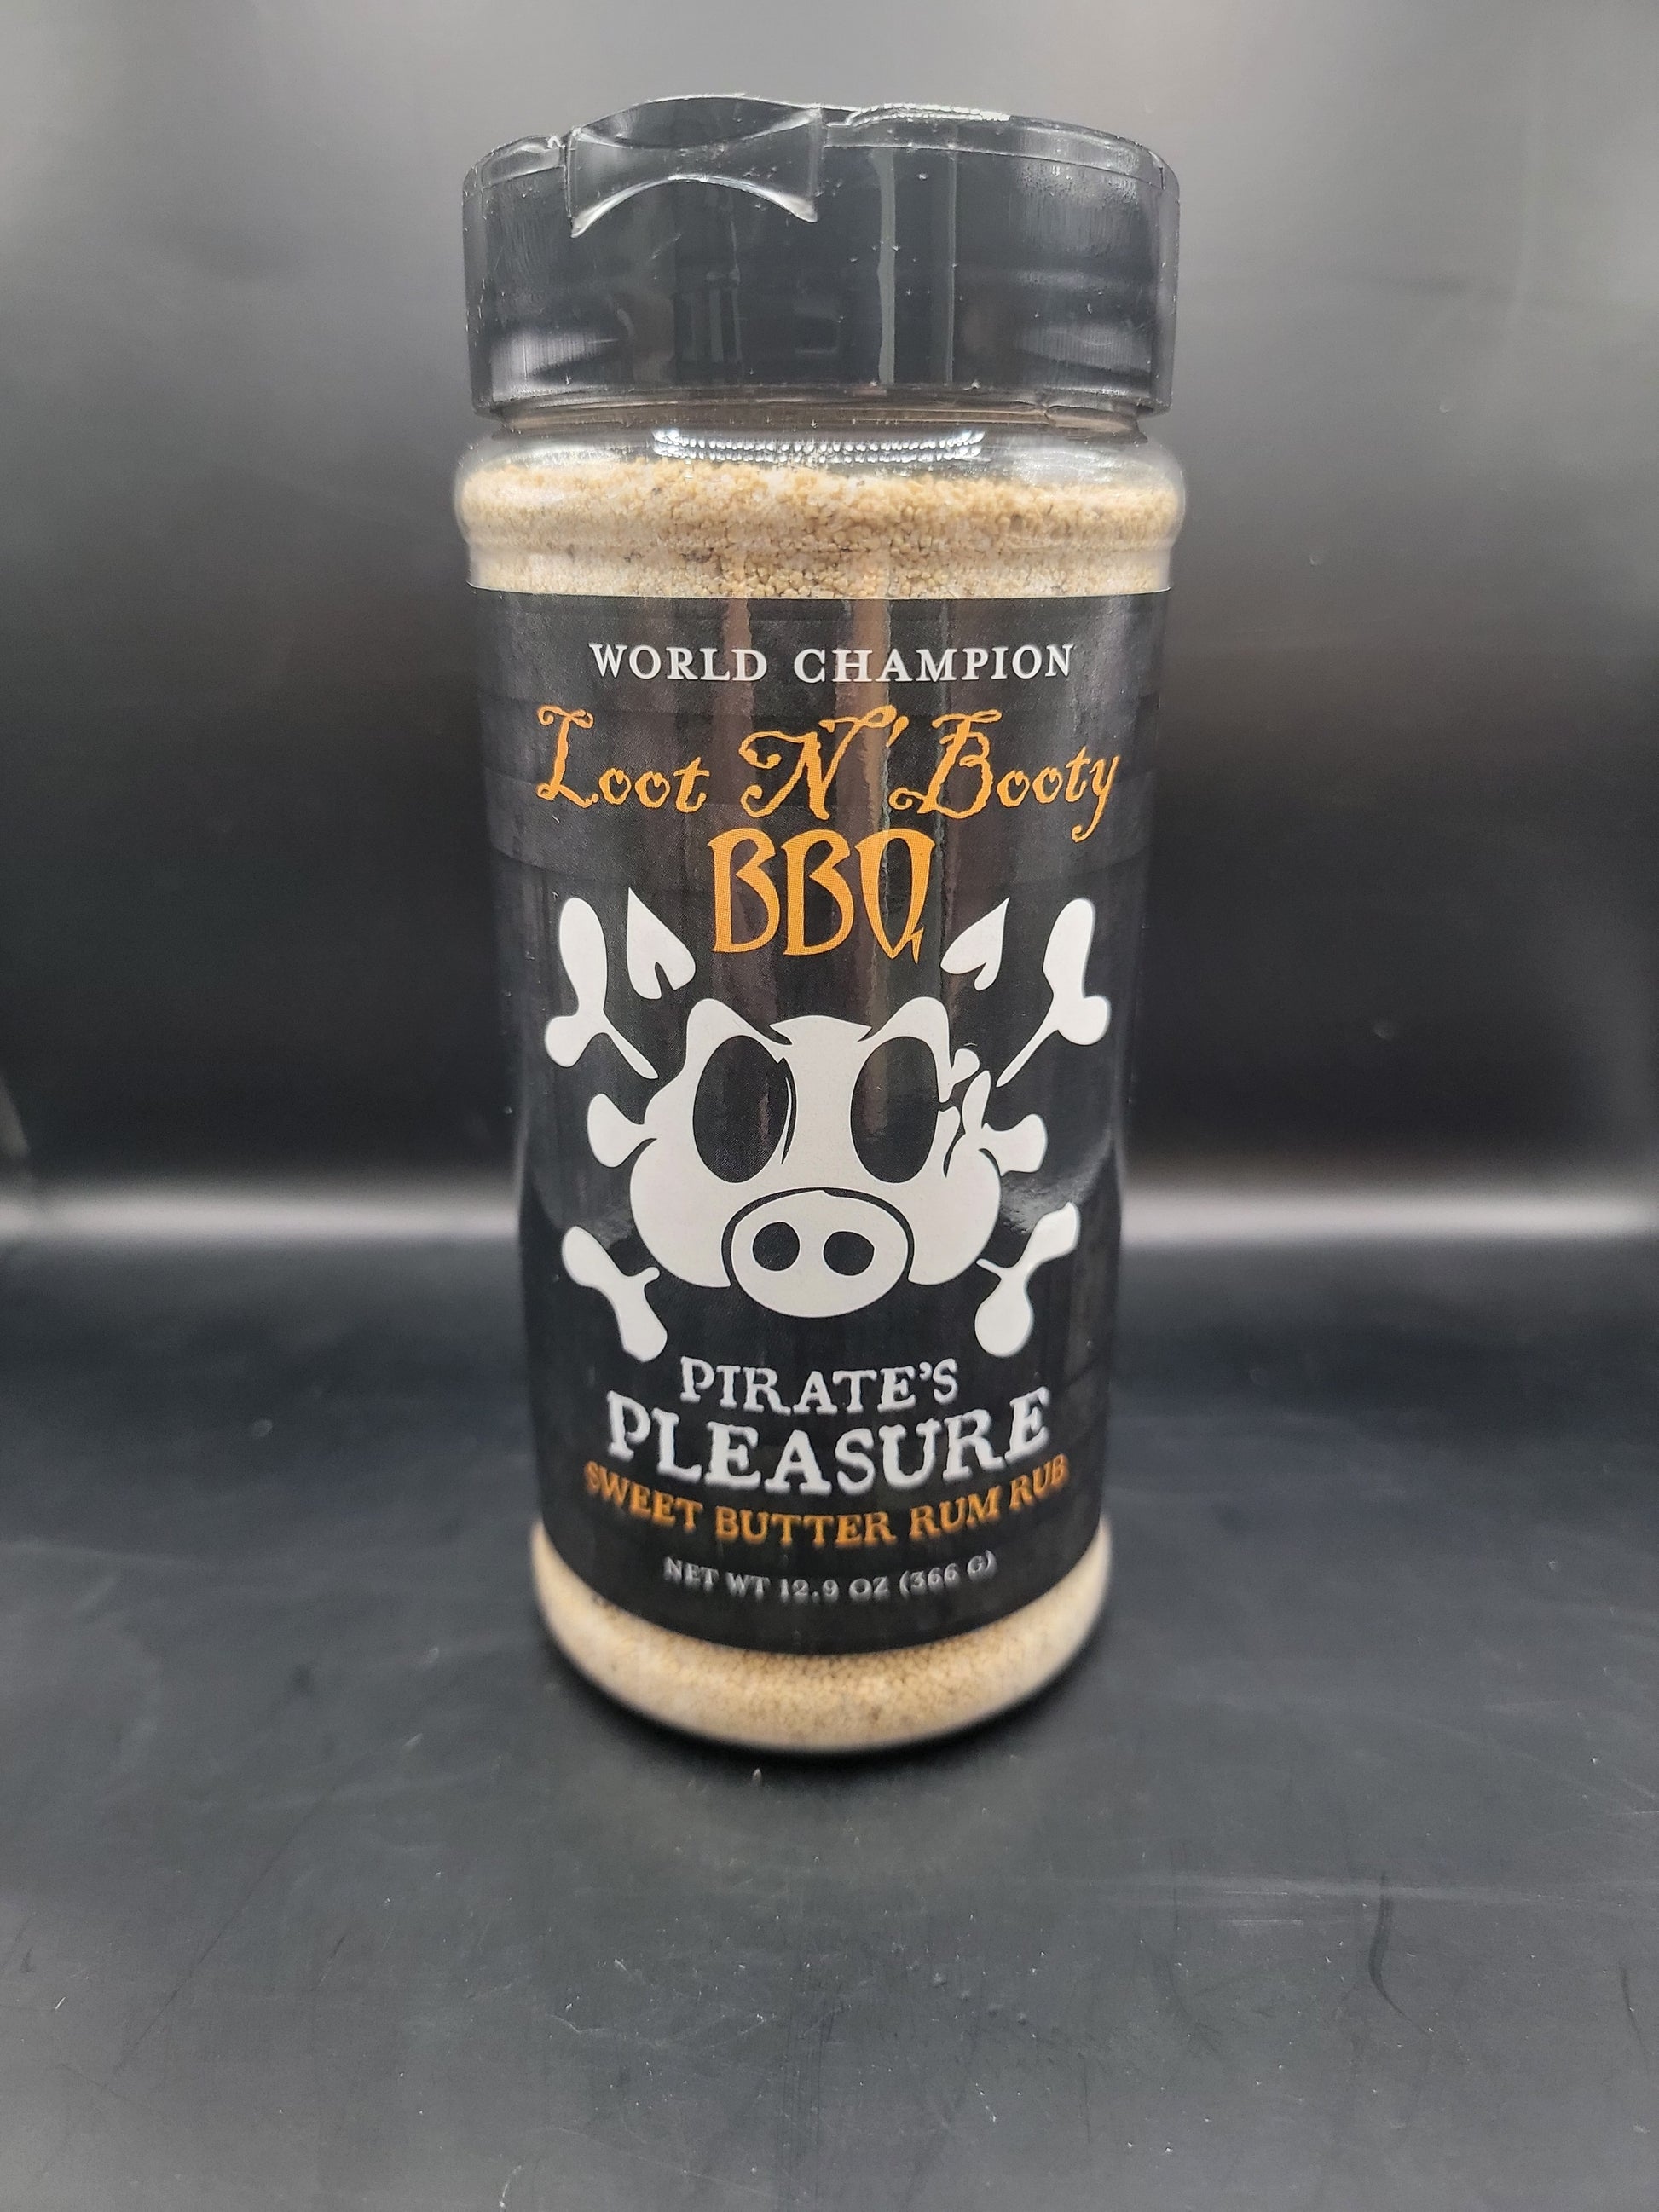 WORLD CHAMPION
Loot N' Booty
BBQ
PIRATE'S
PLEASURE
SWEET BUTTER RUM RUB
NET WT 12.9 OZ (366 G)